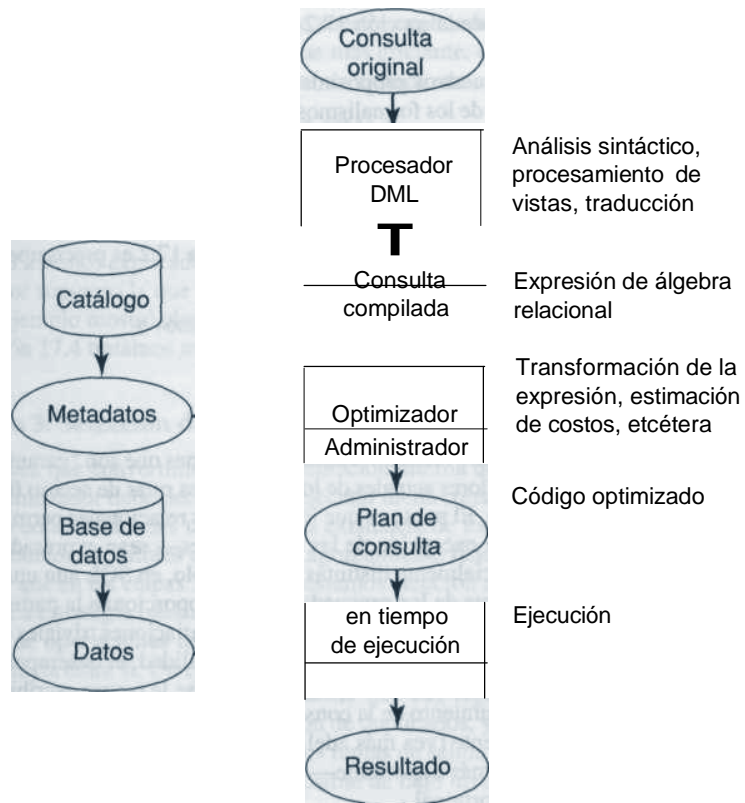 Consulta
original
Procesador
DML
Análisis sintáctico,
procesamiento de
vistas, traducción
T
Catálogo
Consulta
compilada
Expresión de álgebra
relacional
Metadatos
Optimizador
Administrador
Transformación de la
expresión, estimación
de costos, etcétera
Base de
datos
Plan de
consulta
Código optimizado
Datos
en tiempo
de ejecución
Ejecución
Resultado